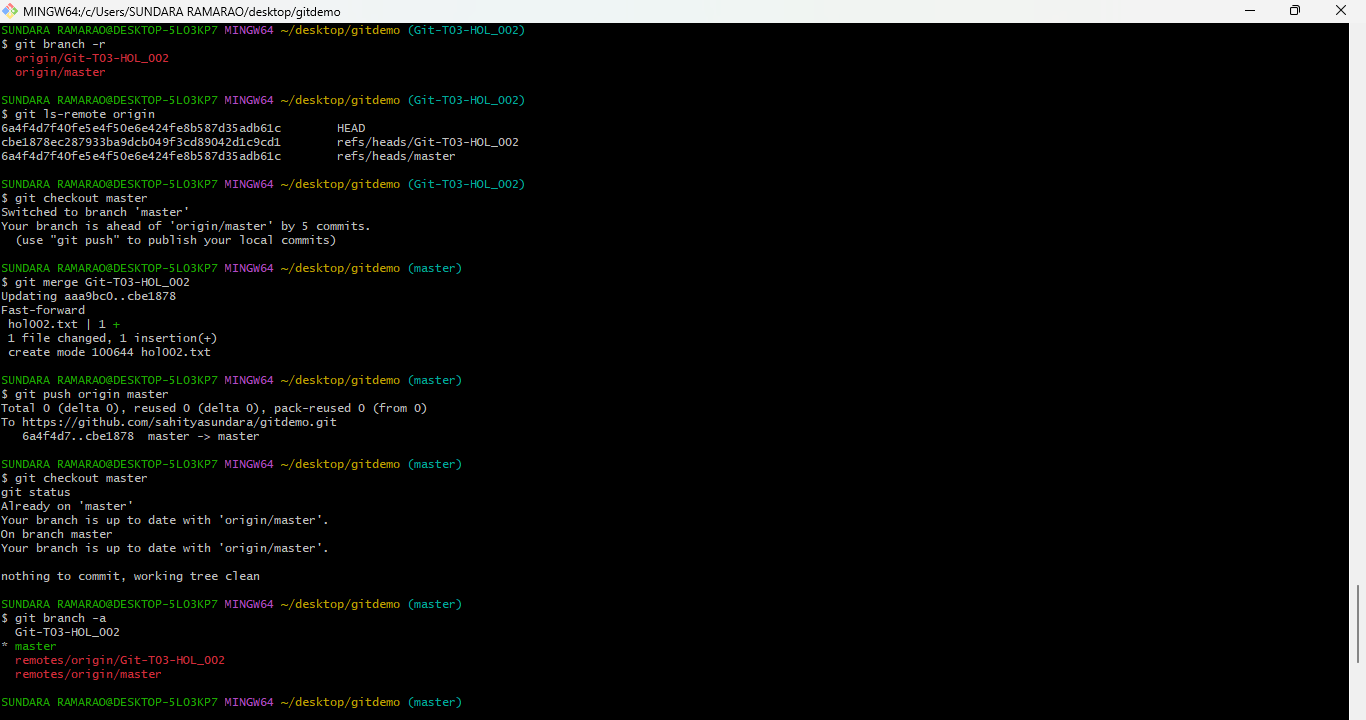 MINGW64:/c/Users/SUNDARA RAMARAO/desktop/gitdemo
SUNDARA RAMARAO@DESKTOP-5LO3KP7 MINGW64 ~/desktop/gitdemo (Git-T03-HOL_002)
$ git branch -r
  origin/Git-T03-HOL_002
  origin/master

SUNDARA RAMARAO@DESKTOP-5LO3KP7 MINGW64 ~/desktop/gitdemo (Git-T03-HOL_002)
$ git ls-remote origin
6a4f4d7f40fe5e4f50e6e424fe8b587d35adb61c        HEAD
cbe1878ec287933ba9dcb049f3cd89042d1c9cd1        refs/heads/Git-T03-HOL_002
6a4f4d7f40fe5e4f50e6e424fe8b587d35adb61c        refs/heads/master

SUNDARA RAMARAO@DESKTOP-5LO3KP7 MINGW64 ~/desktop/gitdemo (Git-T03-HOL_002)
$ git checkout master
Switched to branch 'master'
Your branch is ahead of 'origin/master' by 5 commits.
  (use "git push" to publish your local commits)

SUNDARA RAMARAO@DESKTOP-5LO3KP7 MINGW64 ~/desktop/gitdemo (master)
$ git merge Git-T03-HOL_002
Updating aaa9bc0..cbe1878
Fast-forward
 hol002.txt | 1 +
 1 file changed, 1 insertion(+)
 create mode 100644 hol002.txt

SUNDARA RAMARAO@DESKTOP-5LO3KP7 MINGW64 ~/desktop/gitdemo (master)
$ git push origin master
Total 0 (delta 0), reused 0 (delta 0), pack-reused 0 (from 0)
To https://github.com/sahityasundara/gitdemo.git
   6a4f4d7..cbe1878  master -> master

SUNDARA RAMARAO@DESKTOP-5LO3KP7 MINGW64 ~/desktop/gitdemo (master)
$ git checkout master
git status
Already on 'master'
Your branch is up to date with 'origin/master'.
On branch master
Your branch is up to date with 'origin/master'.

nothing to commit, working tree clean

SUNDARA RAMARAO@DESKTOP-5LO3KP7 MINGW64 ~/desktop/gitdemo (master)
$ git branch -a
  Git-T03-HOL_002
* master
  remotes/origin/Git-T03-HOL_002
  remotes/origin/master

SUNDARA RAMARAO@DESKTOP-5LO3KP7 MINGW64 ~/desktop/gitdemo (master)